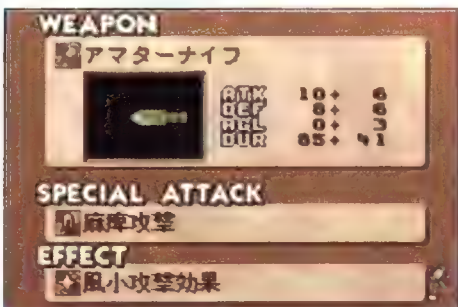 WEAPON
アマターナイフ
ATK 10+ 6
DEF 8+ 6
AGL 0+ 3
DUR 85+ 41
SPECIAL ATTACK
麻痺攻撃
EFFECT
風小攻撃効果